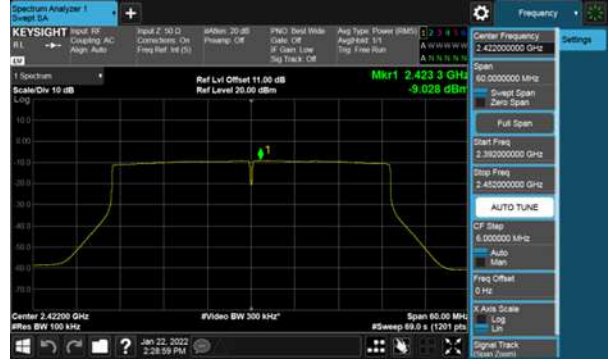 Spectrum Analyzer 1
Swept SA
+
Frequency
KEYSIGHT
Input: RF
Coupling: AC
Align: Auto
Input Z: 50 Ω
Corrections: On
Freq Ref: Int (S)
#Atten: 20 dB
Preamp: Off
PNO: Best Wide
Gate: Off
IF Gain: Low
Sig Track: Off
Avg Type: Power (RMS)
Avg|Hold: 1/1
Trig: Free Run
1 2 3 4 5 6
A W W W W W
A N N N N N
RL
LM
1 Spectrum
Scale/Div 10 dB
Log
Ref Lvl Offset 11.00 dB
Ref Level 20.00 dBm
Mkr1 2.423 3 GHz
-9.028 dBm
10.0
0.00
-10.0
-20.0
-30.0
-40.0
-50.0
-60.0
-70.0
1
Center 2.42200 GHz
#Res BW 100 kHz
#Video BW 300 kHz*
Span 60.00 MHz
#Sweep 69.0 s (1201 pts)
Jan 22, 2022
2:28:59 PM
Center Frequency
2.422000000 GHz
Settings
Span
60.0000000 MHz
Swept Span
Zero Span
Full Span
Start Freq
2.392000000 GHz
Stop Freq
2.452000000 GHz
AUTO TUNE
CF Step
6.000000 MHz
Auto
Man
Freq Offset
0 Hz
X Axis Scale
Log
Lin
Signal Track
(Span Zoom)